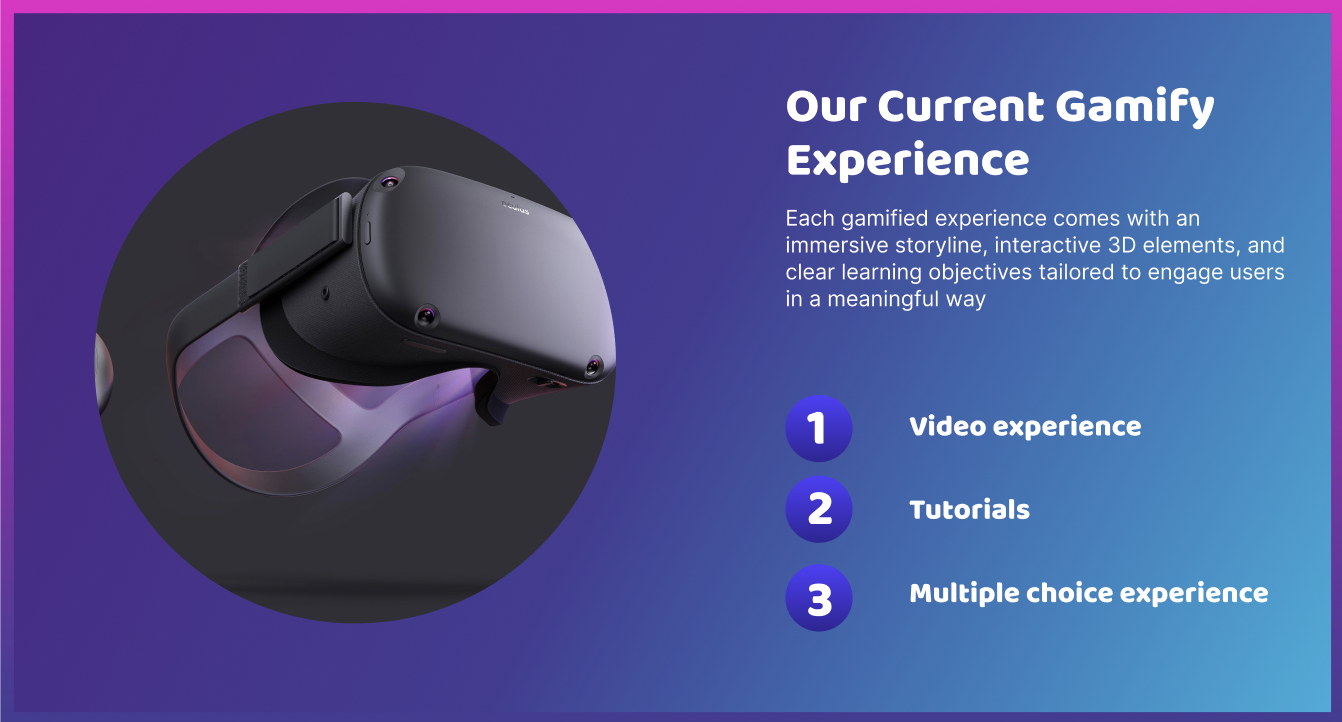 Our Current Gamify
Experience
Each gamified experience comes with an
immersive storyline, interactive 3D elements, and
clear learning objectives tailored to engage users
in a meaningful way
1 Video experience
2 Tutorials
3 Multiple choice experience